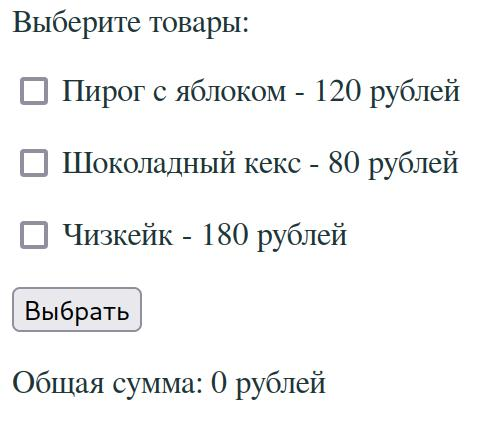 Выберите товары:
Пирог с яблоком - 120 рублей
Шоколадный кекс - 80 рублей
Чизкейк - 180 рублей
Выбрать
Общая сумма: 0 рублей